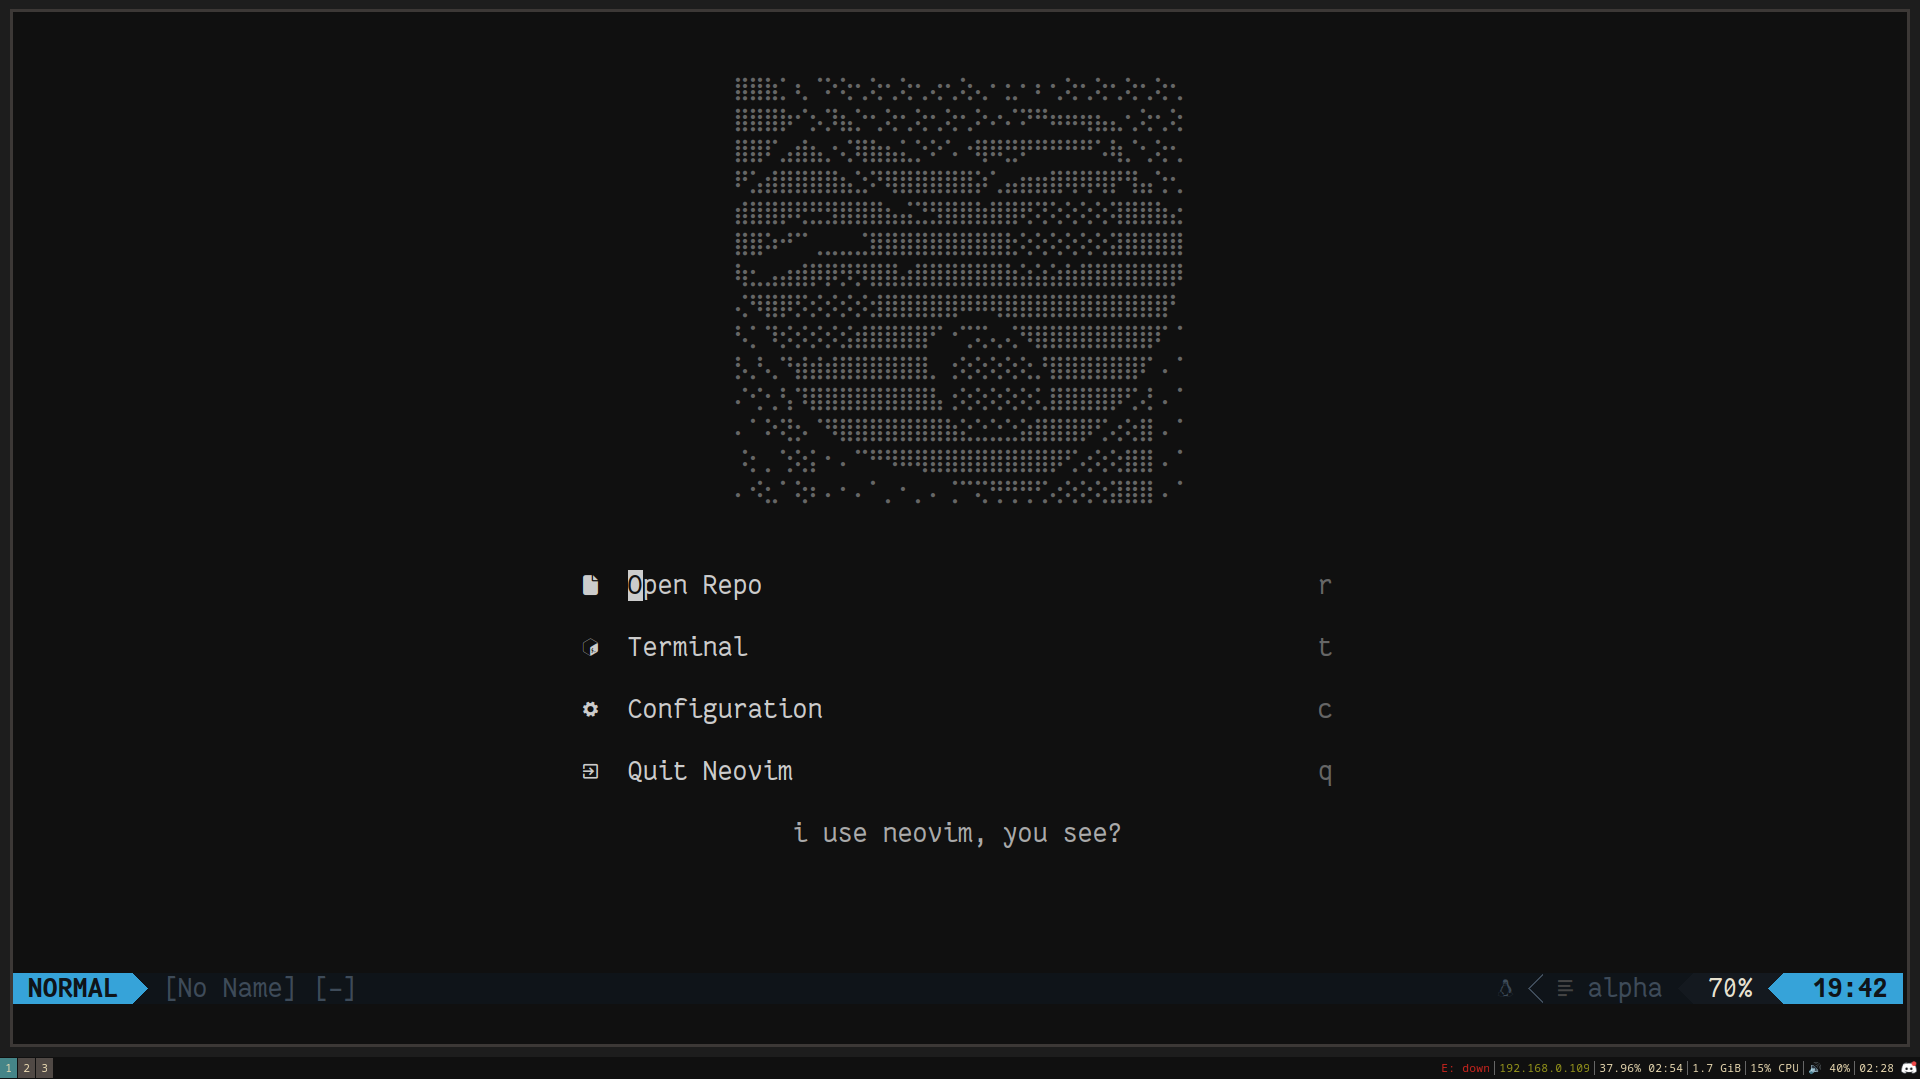 Open Repo r
Terminal t
Configuration c
Quit Neovim q
i use neovim, you see?
NORMAL [No Name] [-] alpha 70% 19:42
1 2 3 E: down 192.168.0.109 37.96% 02:54 1.7 GiB 15% CPU 40% 02:28